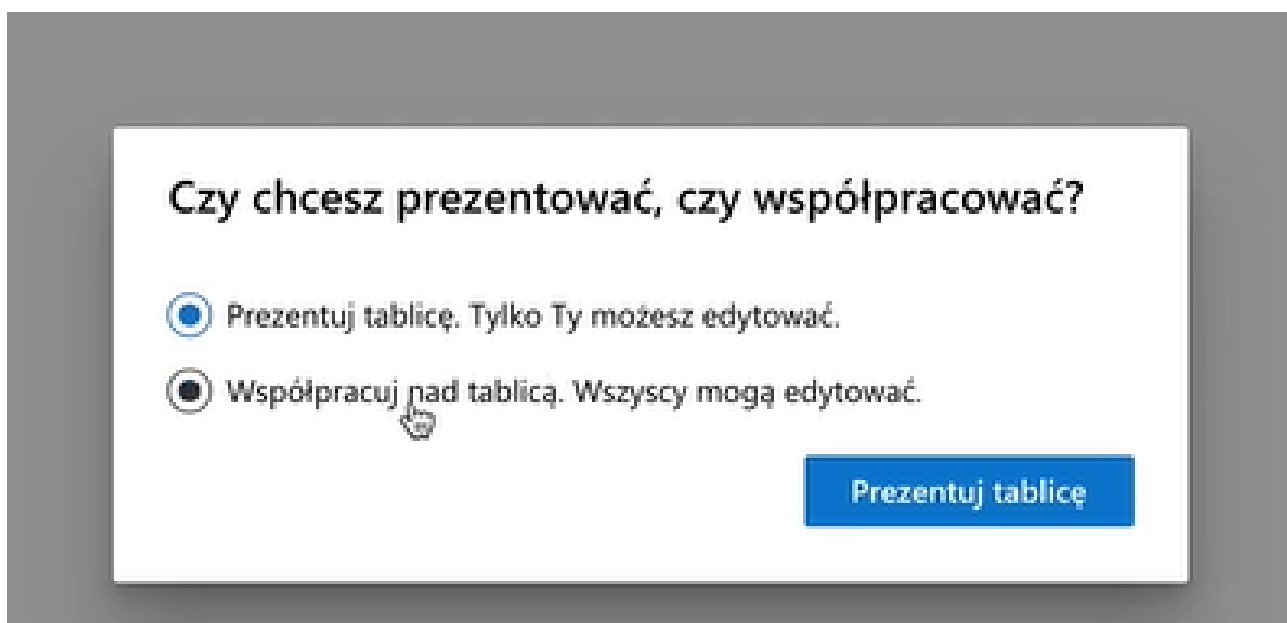 Czy chcesz prezentować, czy współpracować?
Prezentuj tablicę. Tylko Ty możesz edytować.
Współpracuj nad tablicą. Wszyscy mogą edytować.
Prezentuj tablicę